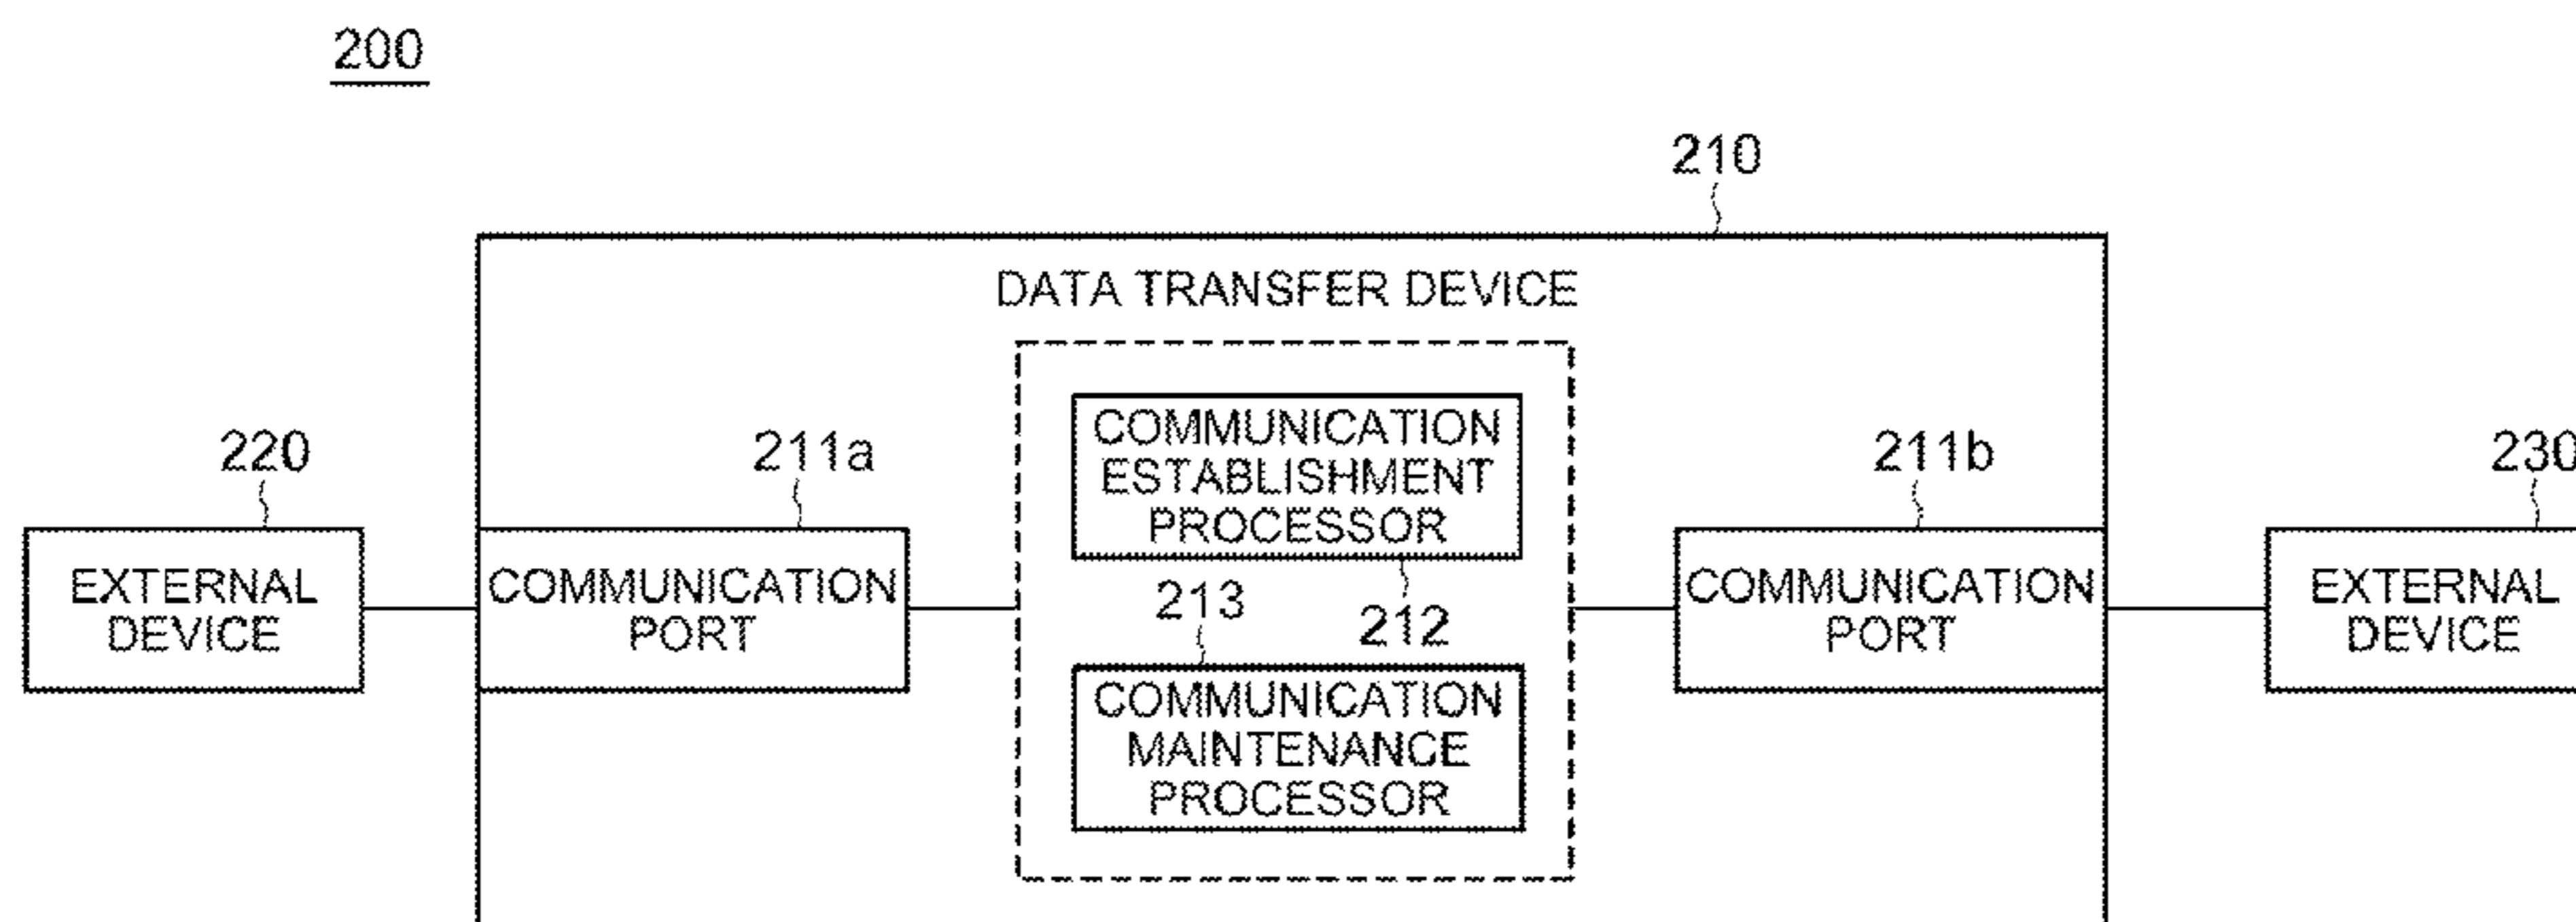 200
210
DATA TRANSFER DEVICE
220
211a
COMMUNICATION
ESTABLISHMENT
PROCESSOR
212
211b
230
EXTERNAL
DEVICE
COMMUNICATION
PORT
213
COMMUNICATION
MAINTENANCE
PROCESSOR
COMMUNICATION
PORT
EXTERNAL
DEVICE